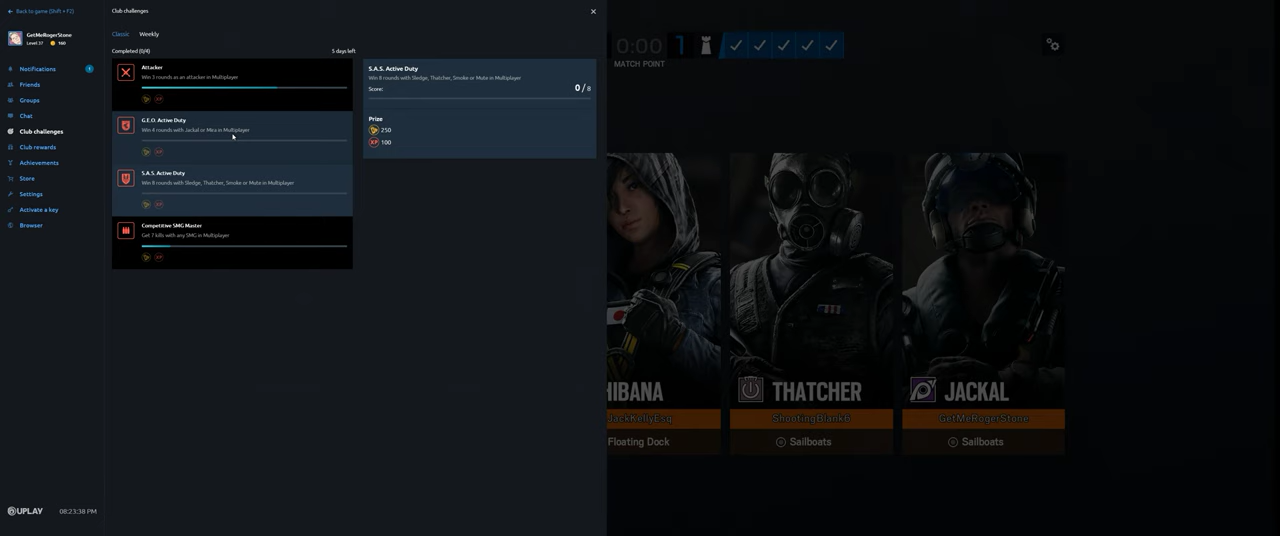 Back to game (Shift + F2)
GetMeRogerStone
Level 37
160
Notifications
1
Friends
Groups
Chat
Club challenges
Club rewards
Achievements
Store
Settings
Activate a key
Browser
UPLAY
08:23:38 PM
Club challenges
Classic
Weekly
Completed (0/4)
5 days left
Attacker
Win 3 rounds as an attacker in Multiplayer
XP
G.E.O. Active Duty
Win 4 rounds with Jackal or Mira in Multiplayer
XP
S.A.S. Active Duty
Win 8 rounds with Sledge, Thatcher, Smoke or Mute in Multiplayer
XP
Competitive SMG Master
Get 7 kills with any SMG in Multiplayer
XP
S.A.S. Active Duty
Win 8 rounds with Sledge, Thatcher, Smoke or Mute in Multiplayer
Score:
0 / 8
Prize
250
XP 100
0:00
MATCH POINT
HIBANA
JackKellyEsq
Floating Dock
THATCHER
Sailboats
JACKAL
GetMeRogerStone
Sailboats